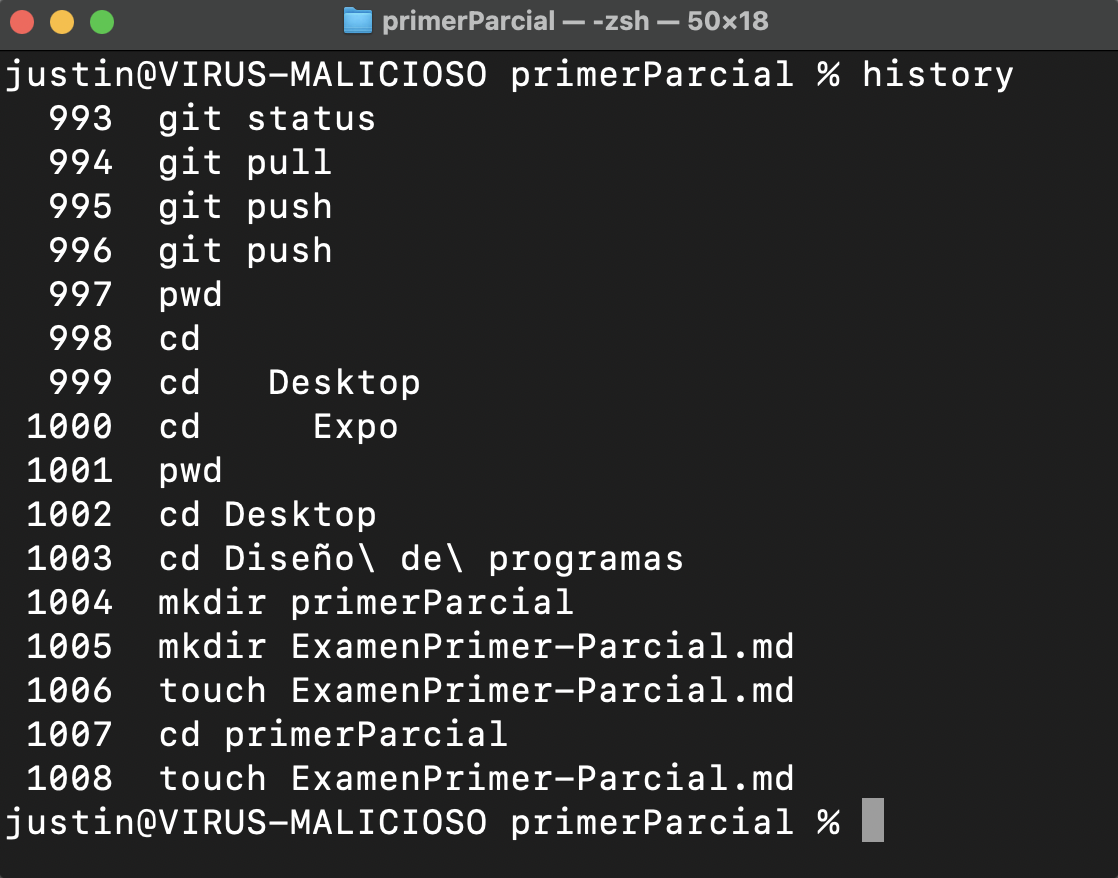 primerParcial — -zsh — 50×18
justin@VIRUS-MALICIOSO primerParcial % history
  993  git status
  994  git pull
  995  git push
  996  git push
  997  pwd
  998  cd
  999  cd   Desktop
 1000  cd     Expo
 1001  pwd
 1002  cd Desktop
 1003  cd Diseño\ de\ programas
 1004  mkdir primerParcial
 1005  mkdir ExamenPrimer-Parcial.md
 1006  touch ExamenPrimer-Parcial.md
 1007  cd primerParcial
 1008  touch ExamenPrimer-Parcial.md
justin@VIRUS-MALICIOSO primerParcial %